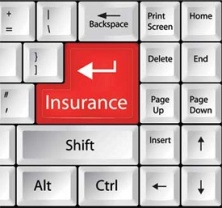 + | Backspace Print Screen Home
= \
} Delete End
]
" Insurance Page Up Page Down
,
Shift Insert ↑
Alt Ctrl ← ↓